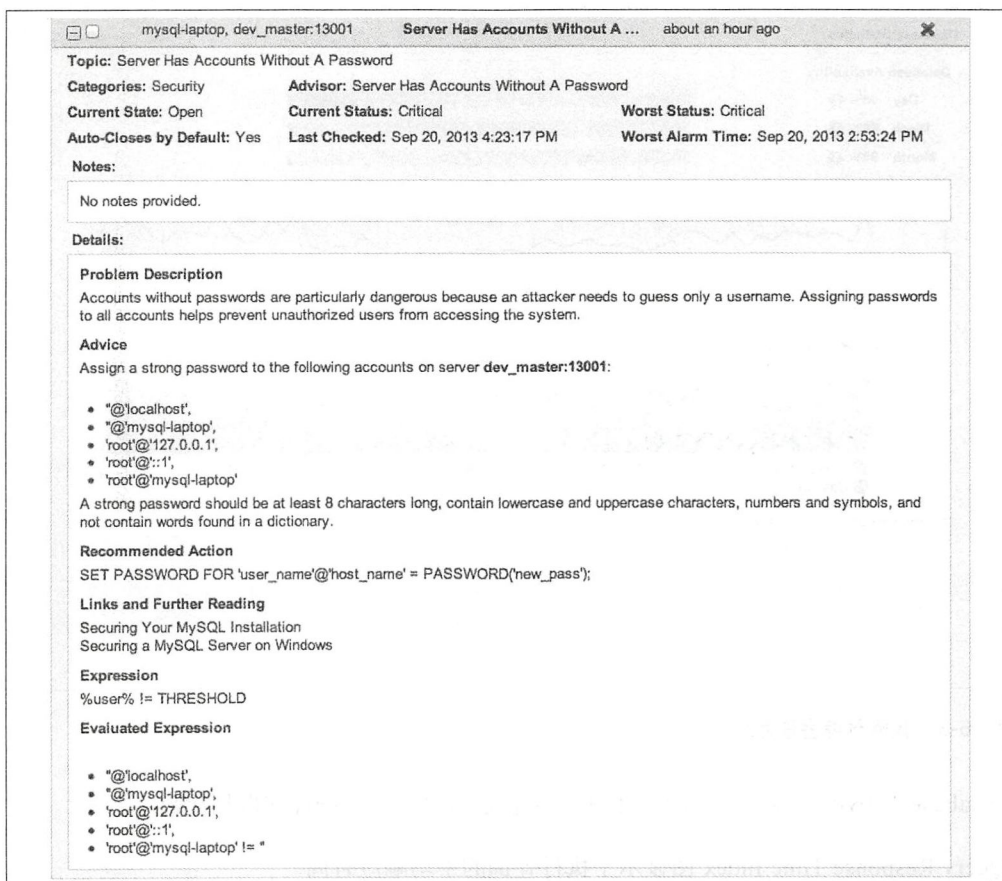 mysql-laptop, dev_master:13001 Server Has Accounts Without A ... about an hour ago
Topic: Server Has Accounts Without A Password
Categories: Security Advisor: Server Has Accounts Without A Password
Current State: Open Current Status: Critical Worst Status: Critical
Auto-Closes by Default: Yes Last Checked: Sep 20, 2013 4:23:17 PM Worst Alarm Time: Sep 20, 2013 2:53:24 PM
Notes:
No notes provided.
Details:
Problem Description
Accounts without passwords are particularly dangerous because an attacker needs to guess only a username. Assigning passwords
to all accounts helps prevent unauthorized users from accessing the system.
Advice
Assign a strong password to the following accounts on server dev_master:13001:
• ''@'localhost',
• ''@'mysql-laptop',
• 'root'@'127.0.0.1',
• 'root'@'::1',
• 'root'@'mysql-laptop'
A strong password should be at least 8 characters long, contain lowercase and uppercase characters, numbers and symbols, and
not contain words found in a dictionary.
Recommended Action
SET PASSWORD FOR 'user_name'@'host_name' = PASSWORD('new_pass');
Links and Further Reading
Securing Your MySQL Installation
Securing a MySQL Server on Windows
Expression
%user% != THRESHOLD
Evaluated Expression
• ''@'localhost',
• ''@'mysql-laptop',
• 'root'@'127.0.0.1',
• 'root'@'::1',
• 'root'@'mysql-laptop' != ''